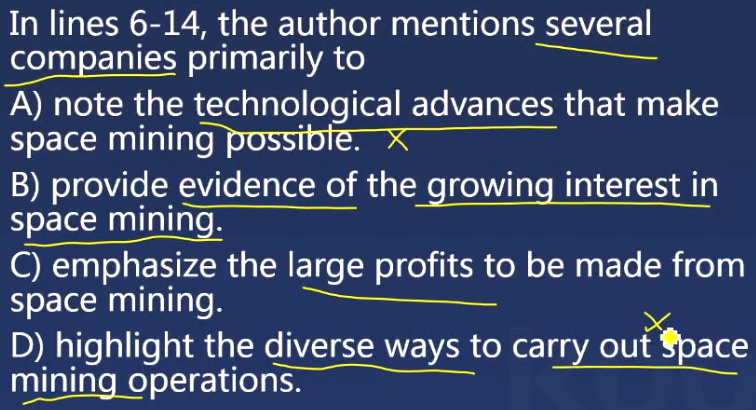 In lines 6-14, the author mentions several
companies primarily to
A) note the technological advances that make
space mining possible.
B) provide evidence of the growing interest in
space mining.
C) emphasize the large profits to be made from
space mining.
D) highlight the diverse ways to carry out space
mining operations.